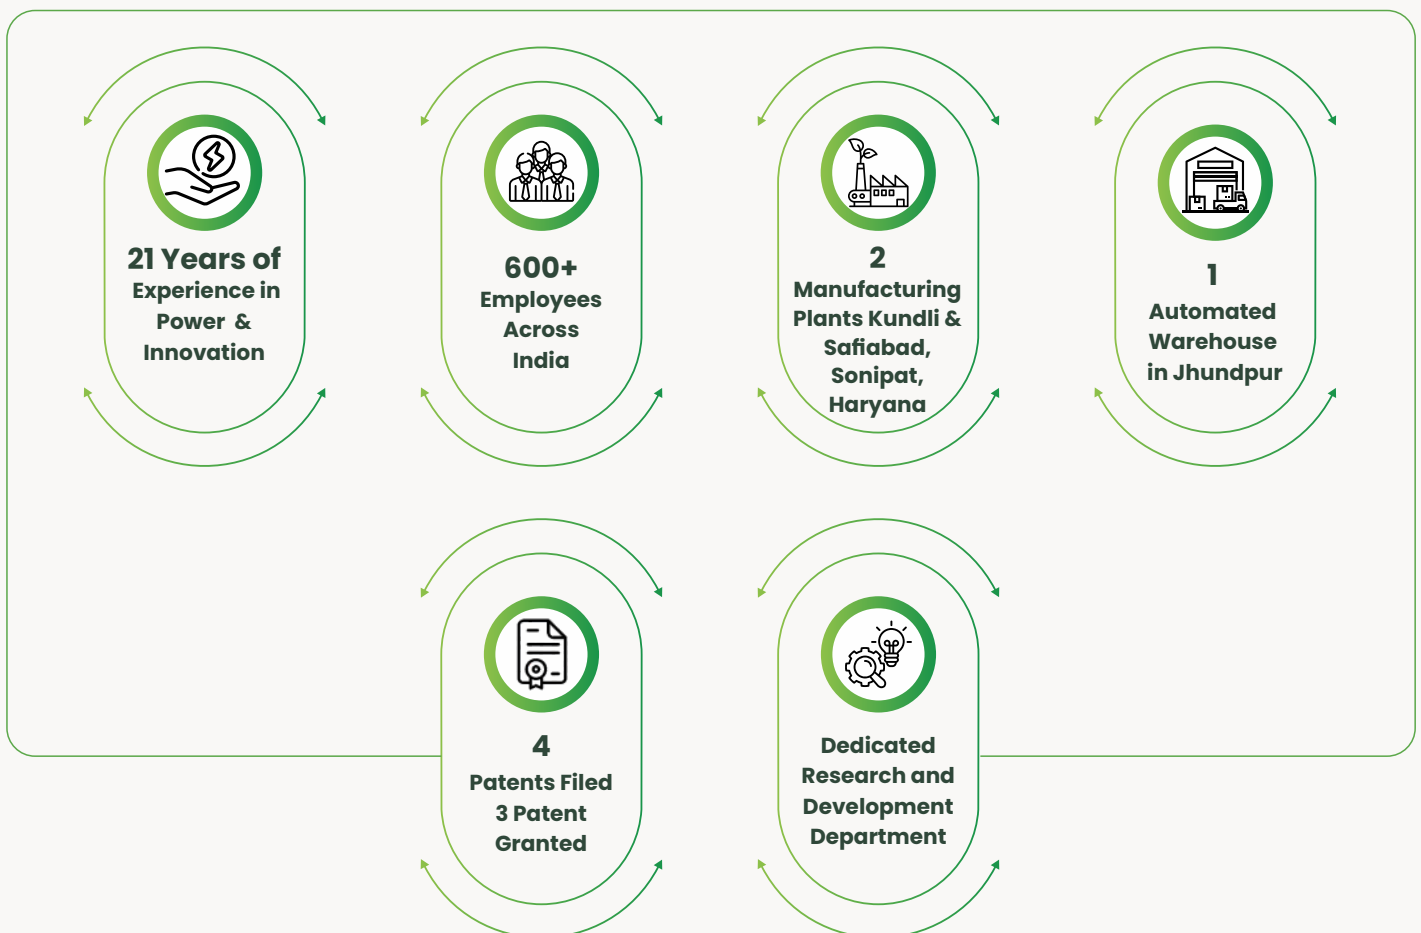 21 Years of
Experience in
Power &
Innovation
600+
Employees
Across
India
2
Manufacturing
Plants Kundli &
Safiabad,
Sonipat,
Haryana
1
Automated
Warehouse
in Jhundpur
4
Patents Filed
3 Patent
Granted
Dedicated
Research and
Development
Department